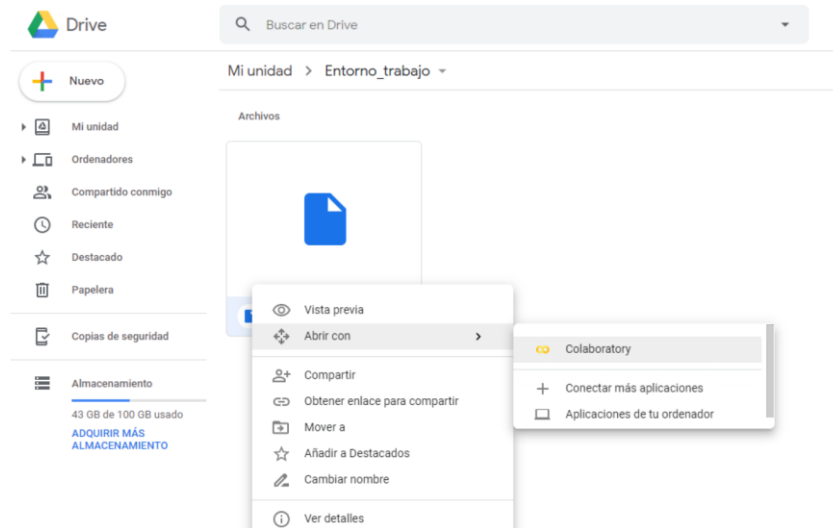 Drive
Buscar en Drive
Nuevo
Mi unidad > Entorno_trabajo
Mi unidad
Ordenadores
Compartido conmigo
Reciente
Destacado
Papelera
Copias de seguridad
Almacenamiento
43 GB de 100 GB usado
ADQUIRIR MÁS
ALMACENAMIENTO
Archivos
Vista previa
Abrir con
Compartir
Obtener enlace para compartir
Mover a
Añadir a Destacados
Cambiar nombre
Ver detalles
Colaboratory
Conectar más aplicaciones
Aplicaciones de tu ordenador